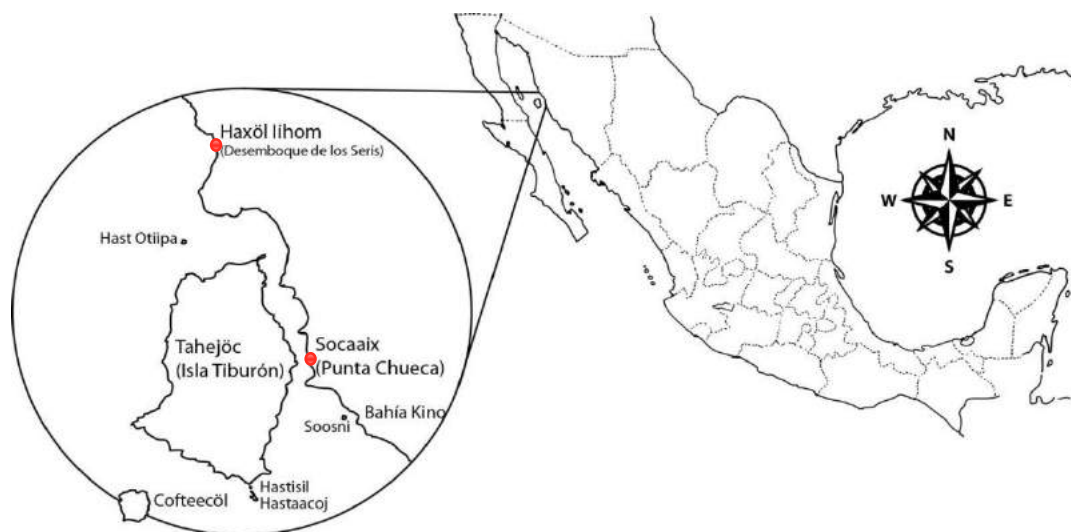 Haxöl Iihom
(Desemboque de los Seris)
Hast Otiipa
Tahejöc
(Isla Tiburón)
Socaaix
(Punta Chueca)
Bahía Kino
Soosni
Hastisil
Hastaacoj
Cofteecöl
N
W
E
S